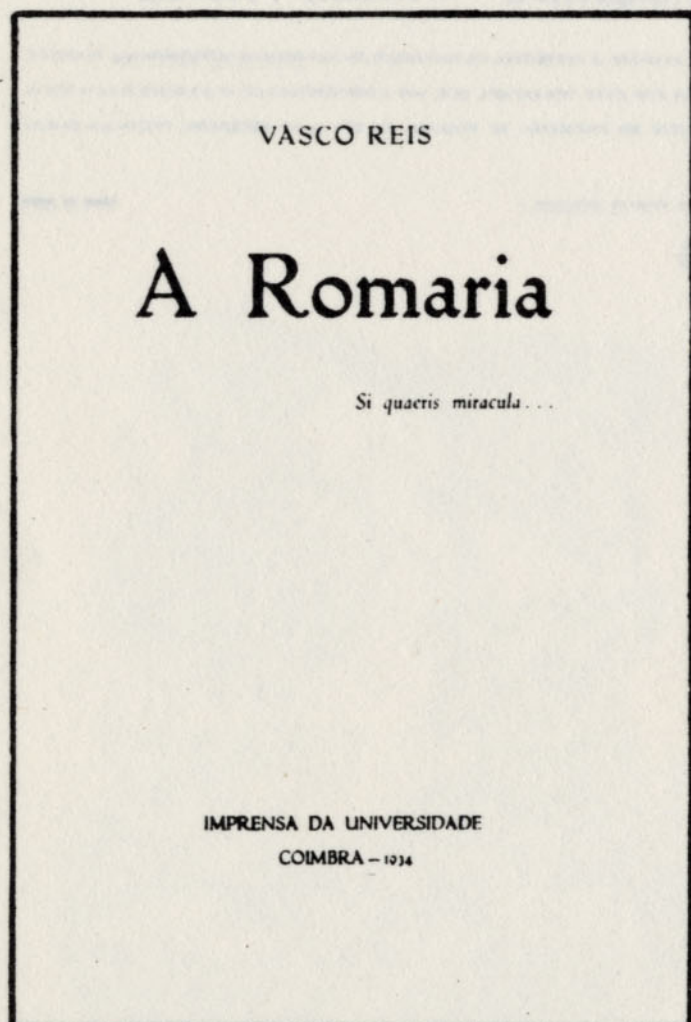 VASCO REIS
A Romaria
Si quaeris miracula...
IMPRENSA DA UNIVERSIDADE
COIMBRA – 1934